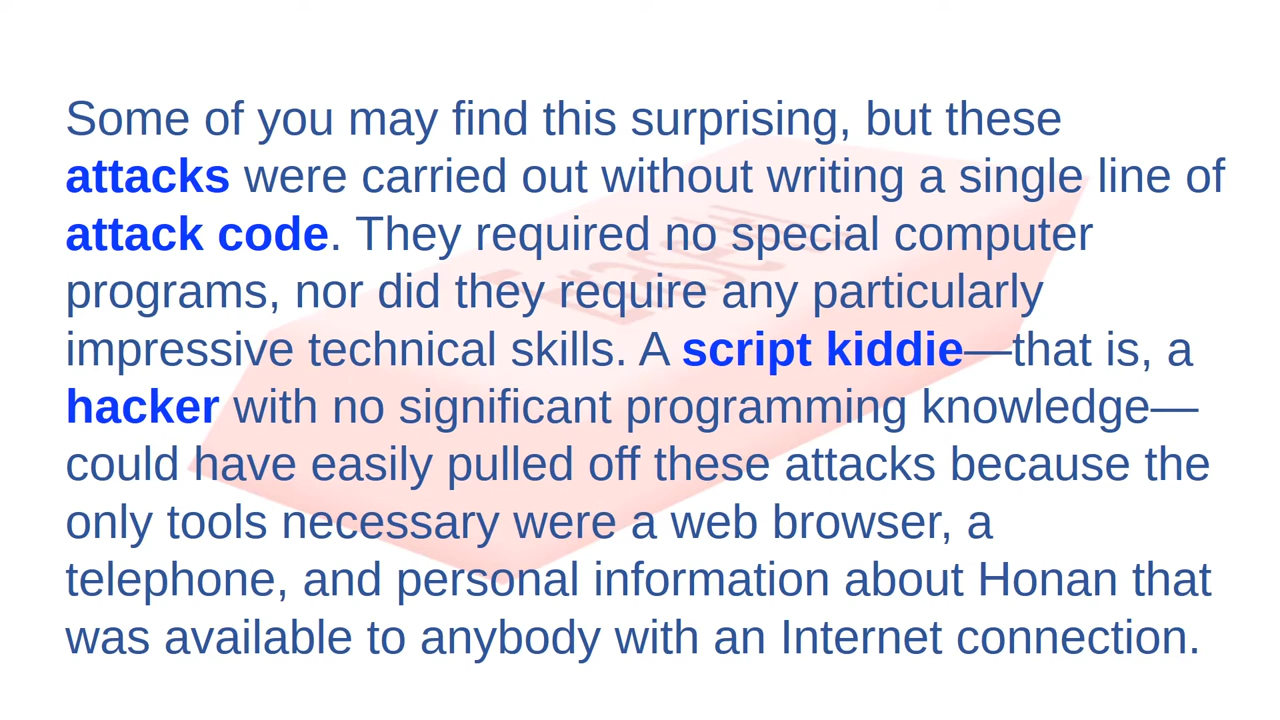 Some of you may find this surprising, but these
attacks were carried out without writing a single line of
attack code. They required no special computer
programs, nor did they require any particularly
impressive technical skills. A script kiddie—that is, a
hacker with no significant programming knowledge—
could have easily pulled off these attacks because the
only tools necessary were a web browser, a
telephone, and personal information about Honan that
was available to anybody with an Internet connection.